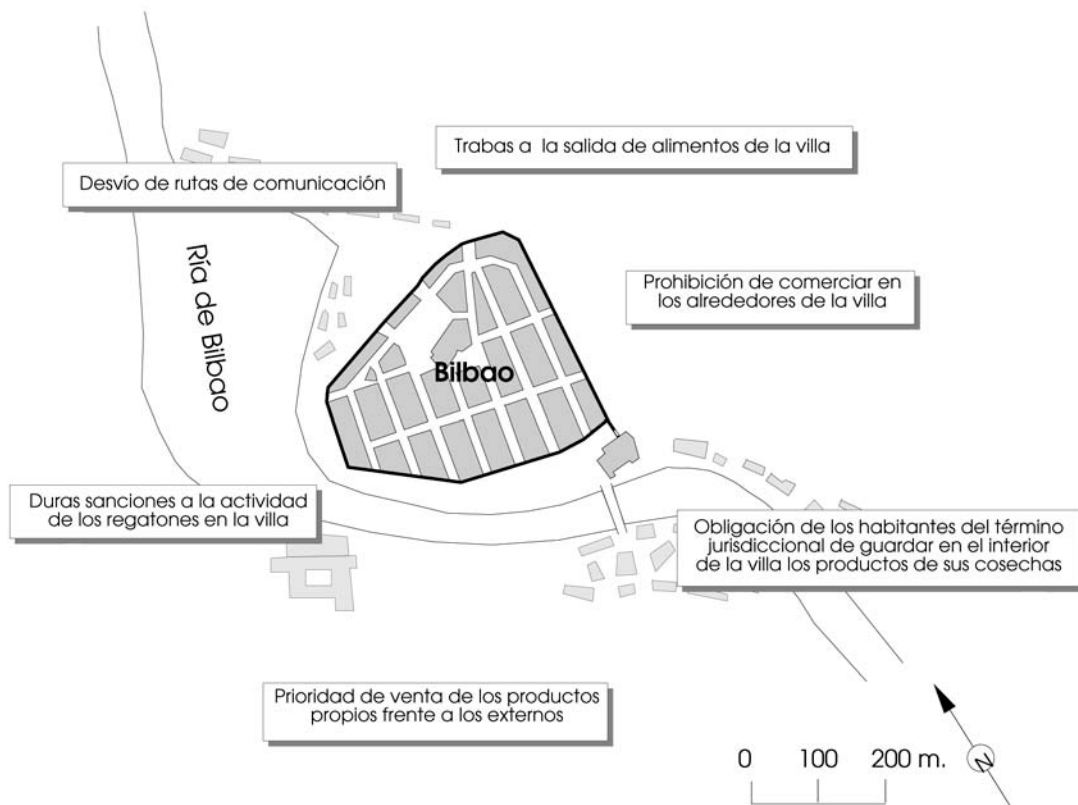 Trabas a la salida de alimentos de la villa
Desvío de rutas de comunicación
Ría de Bilbao
Prohibición de comerciar en
los alrededores de la villa
Bilbao
Duras sanciones a la actividad
de los regatones en la villa
Obligación de los habitantes del término
jurisdiccional de guardar en el interior
de la villa los productos de sus cosechas
Prioridad de venta de los productos
propios frente a los externos
0 100 200 m.
N